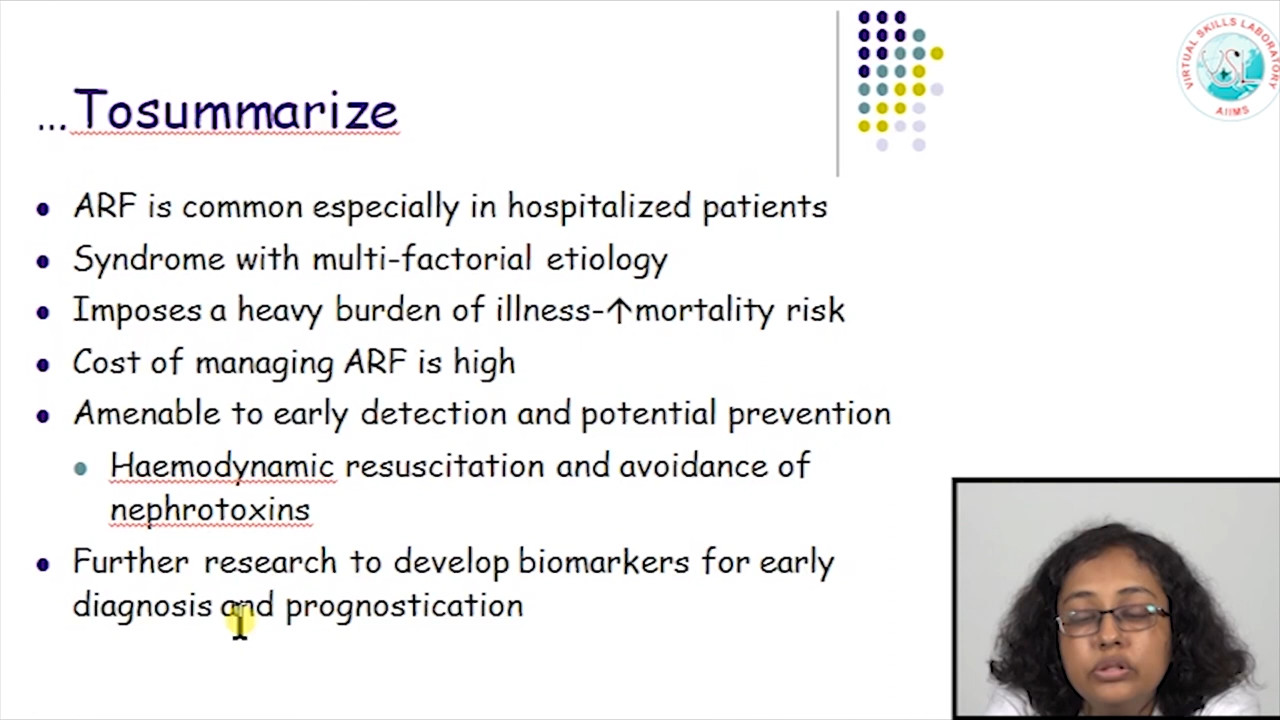 ...Tosummarize
ARF is common especially in hospitalized patients
Syndrome with multi-factorial etiology
Imposes a heavy burden of illness-↑mortality risk
Cost of managing ARF is high
Amenable to early detection and potential prevention
Haemodynamic resuscitation and avoidance of
nephrotoxins
Further research to develop biomarkers for early
diagnosis and prognostication
VIRTUAL SKILLS LABORATORY
VSL
AIIMS